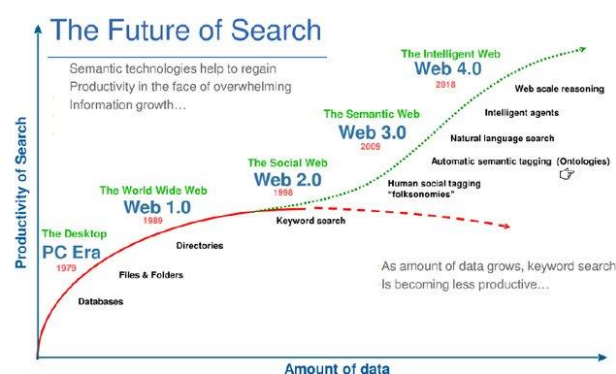 The Future of Search
Semantic technologies help to regain
Productivity in the face of overwhelming
Information growth…
The Intelligent Web
Web 4.0
2018
Web scale reasoning
Intelligent agents
The Semantic Web
Web 3.0
2009
Natural language search
Automatic semantic tagging (Ontologies)
The Social Web
Web 2.0
1998
Human social tagging
"folksonomies"
The World Wide Web
Web 1.0
1989
Keyword search
Directories
The Desktop
PC Era
1979
Files & Folders
Databases
As amount of data grows, keyword search
Is becoming less productive…
Productivity of Search
Amount of data